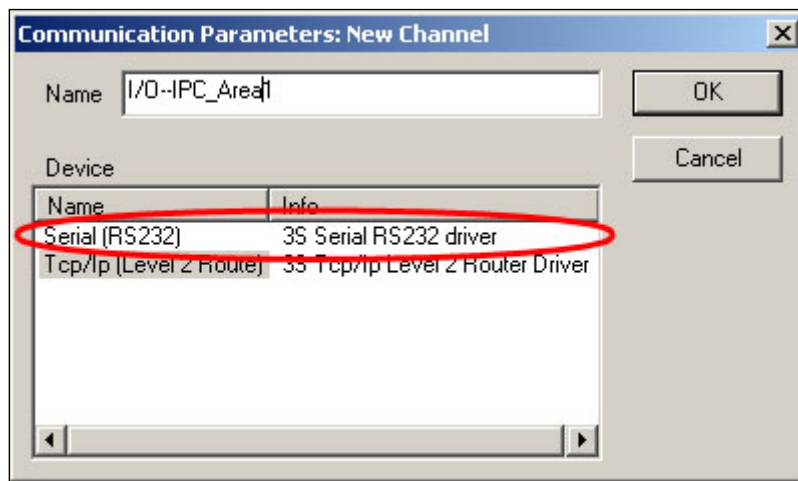 Communication Parameters: New Channel
Name I/O--IPC_Area1 OK
Cancel
Device
Name Info
Serial (RS232) 3S Serial RS232 driver
Tcp/Ip (Level 2 Route) 3S Tcp/Ip Level 2 Router Driver